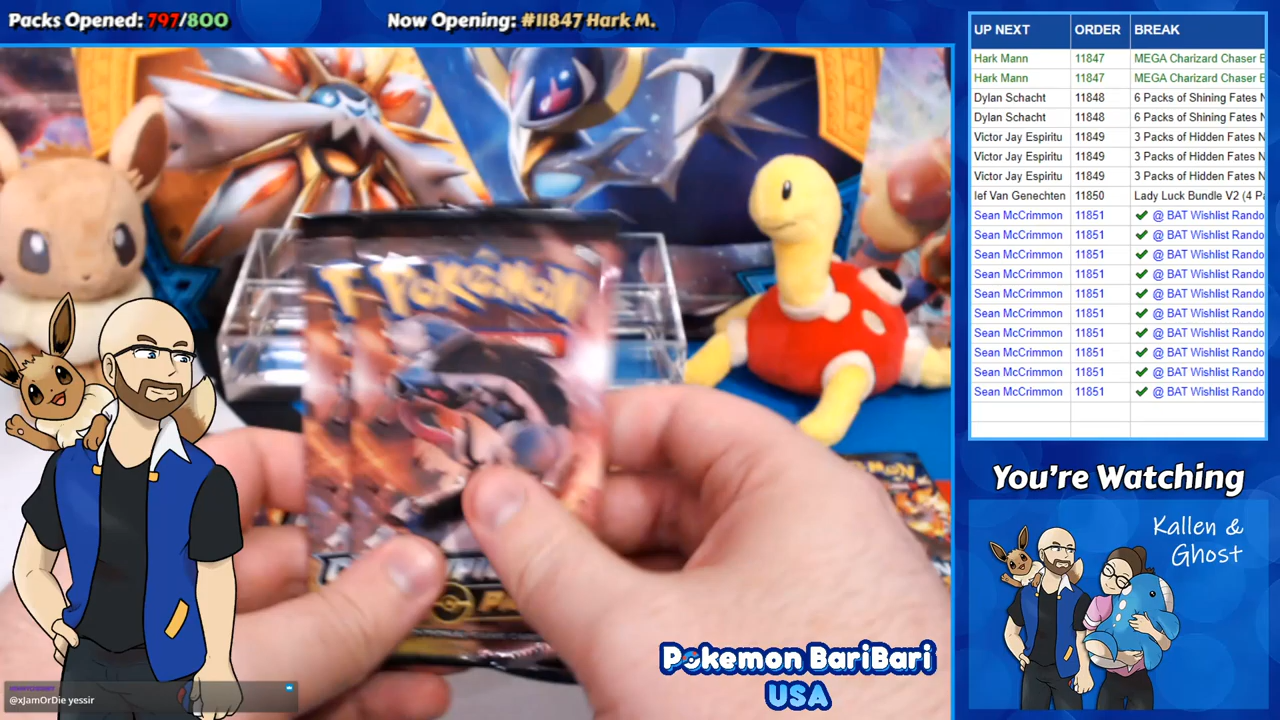 Packs Opened: 797/800
Now Opening: #11847 Hark M.
UP NEXT ORDER BREAK
Hark Mann 11847 MEGA Charizard Chaser E
Hark Mann 11847 MEGA Charizard Chaser E
Dylan Schacht 11848 6 Packs of Shining Fates N
Dylan Schacht 11848 6 Packs of Shining Fates N
Victor Jay Espiritu 11849 3 Packs of Hidden Fates N
Victor Jay Espiritu 11849 3 Packs of Hidden Fates N
Victor Jay Espiritu 11849 3 Packs of Hidden Fates N
Ief Van Genechten 11850 Lady Luck Bundle V2 (4 Pa
Sean McCrimmon 11851 ✔ @ BAT Wishlist Rando
Sean McCrimmon 11851 ✔ @ BAT Wishlist Rando
Sean McCrimmon 11851 ✔ @ BAT Wishlist Rando
Sean McCrimmon 11851 ✔ @ BAT Wishlist Rando
Sean McCrimmon 11851 ✔ @ BAT Wishlist Rando
Sean McCrimmon 11851 ✔ @ BAT Wishlist Rando
Sean McCrimmon 11851 ✔ @ BAT Wishlist Rando
Sean McCrimmon 11851 ✔ @ BAT Wishlist Rando
Sean McCrimmon 11851 ✔ @ BAT Wishlist Rando
Sean McCrimmon 11851 ✔ @ BAT Wishlist Rando
POKéMON
You're Watching
Kallen &
Ghost
Pokemon BariBari
USA
@xJamOrDie yessir